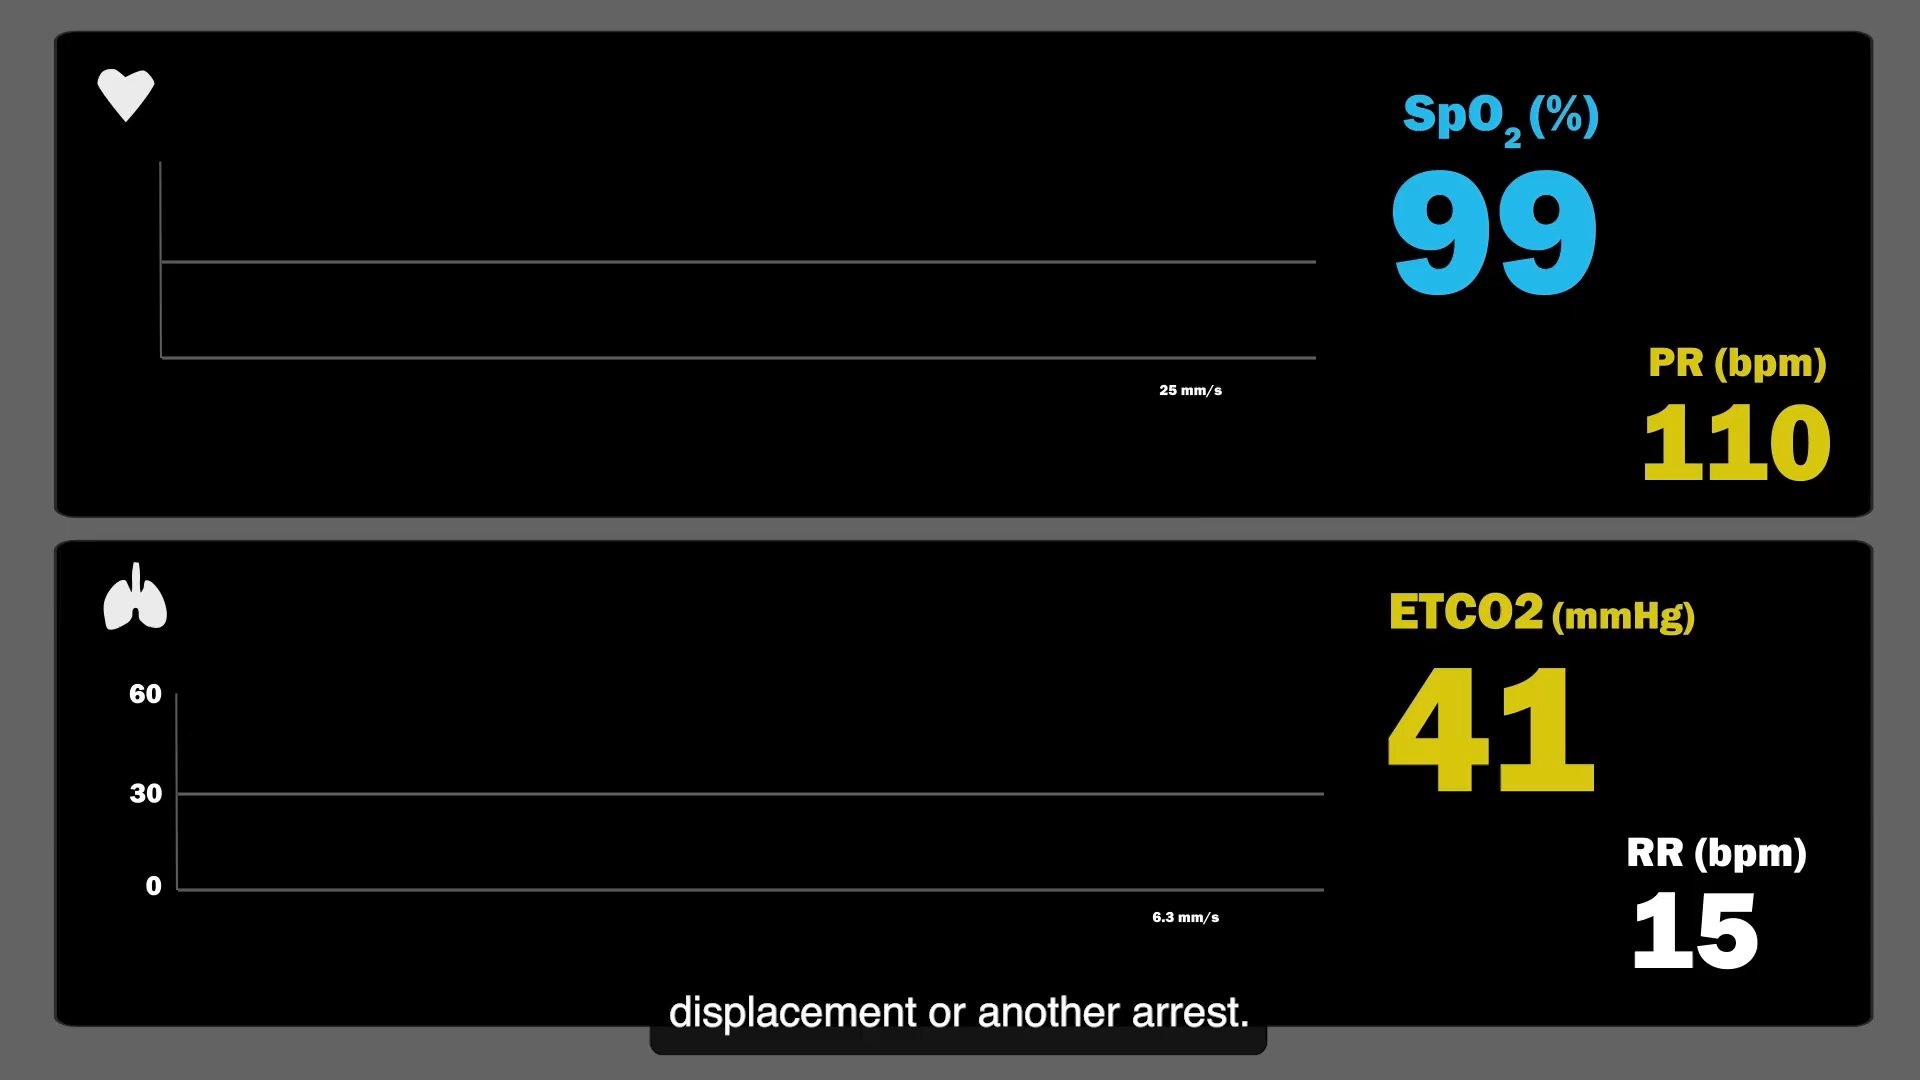 SpO2 (%)
99
PR (bpm)
110
25 mm/s
ETCO2 (mmHg)
41
60
30
0
RR (bpm)
15
6.3 mm/s
displacement or another arrest.